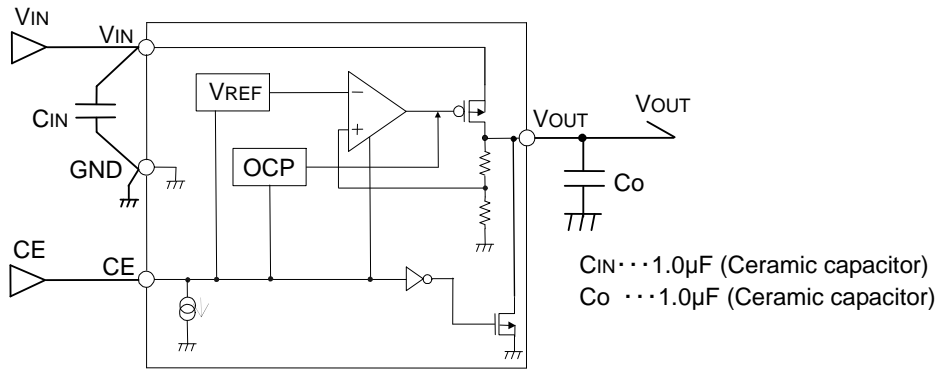 VIN
VIN
CIN
GND
VREF
−
+
OCP
VOUT
VOUT
Co
CE
CE
CIN･･･1.0µF (Ceramic capacitor)
Co ･･･1.0µF (Ceramic capacitor)